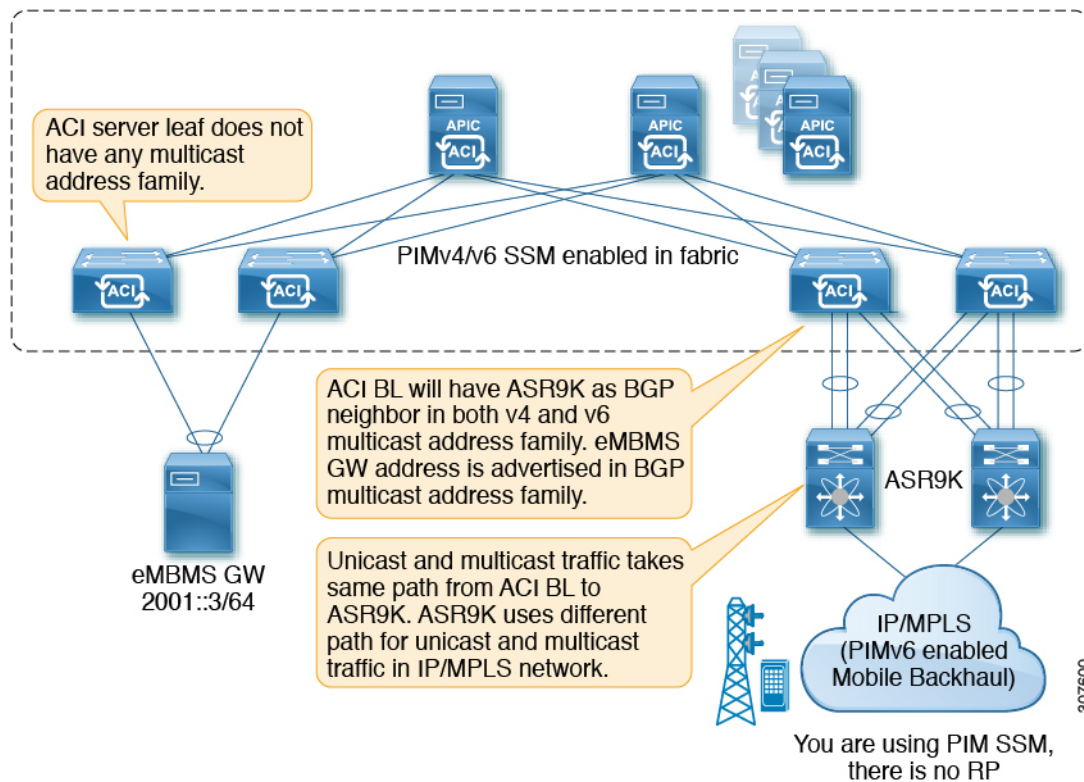 APIC
ACI
APIC
ACI
ACI
ACI server leaf does not
have any multicast
address family.
PIMv4/v6 SSM enabled in fabric
ACI
ACI
ACI
ACI
ACI BL will have ASR9K as BGP
neighbor in both v4 and v6
multicast address family. eMBMS
GW address is advertised in BGP
multicast address family.
ASR9K
eMBMS GW
2001::3/64
Unicast and multicast traffic takes
same path from ACI BL to
ASR9K. ASR9K uses different
path for unicast and multicast
traffic in IP/MPLS network.
IP/MPLS
(PIMv6 enabled
Mobile Backhaul)
You are using PIM SSM,
there is no RP